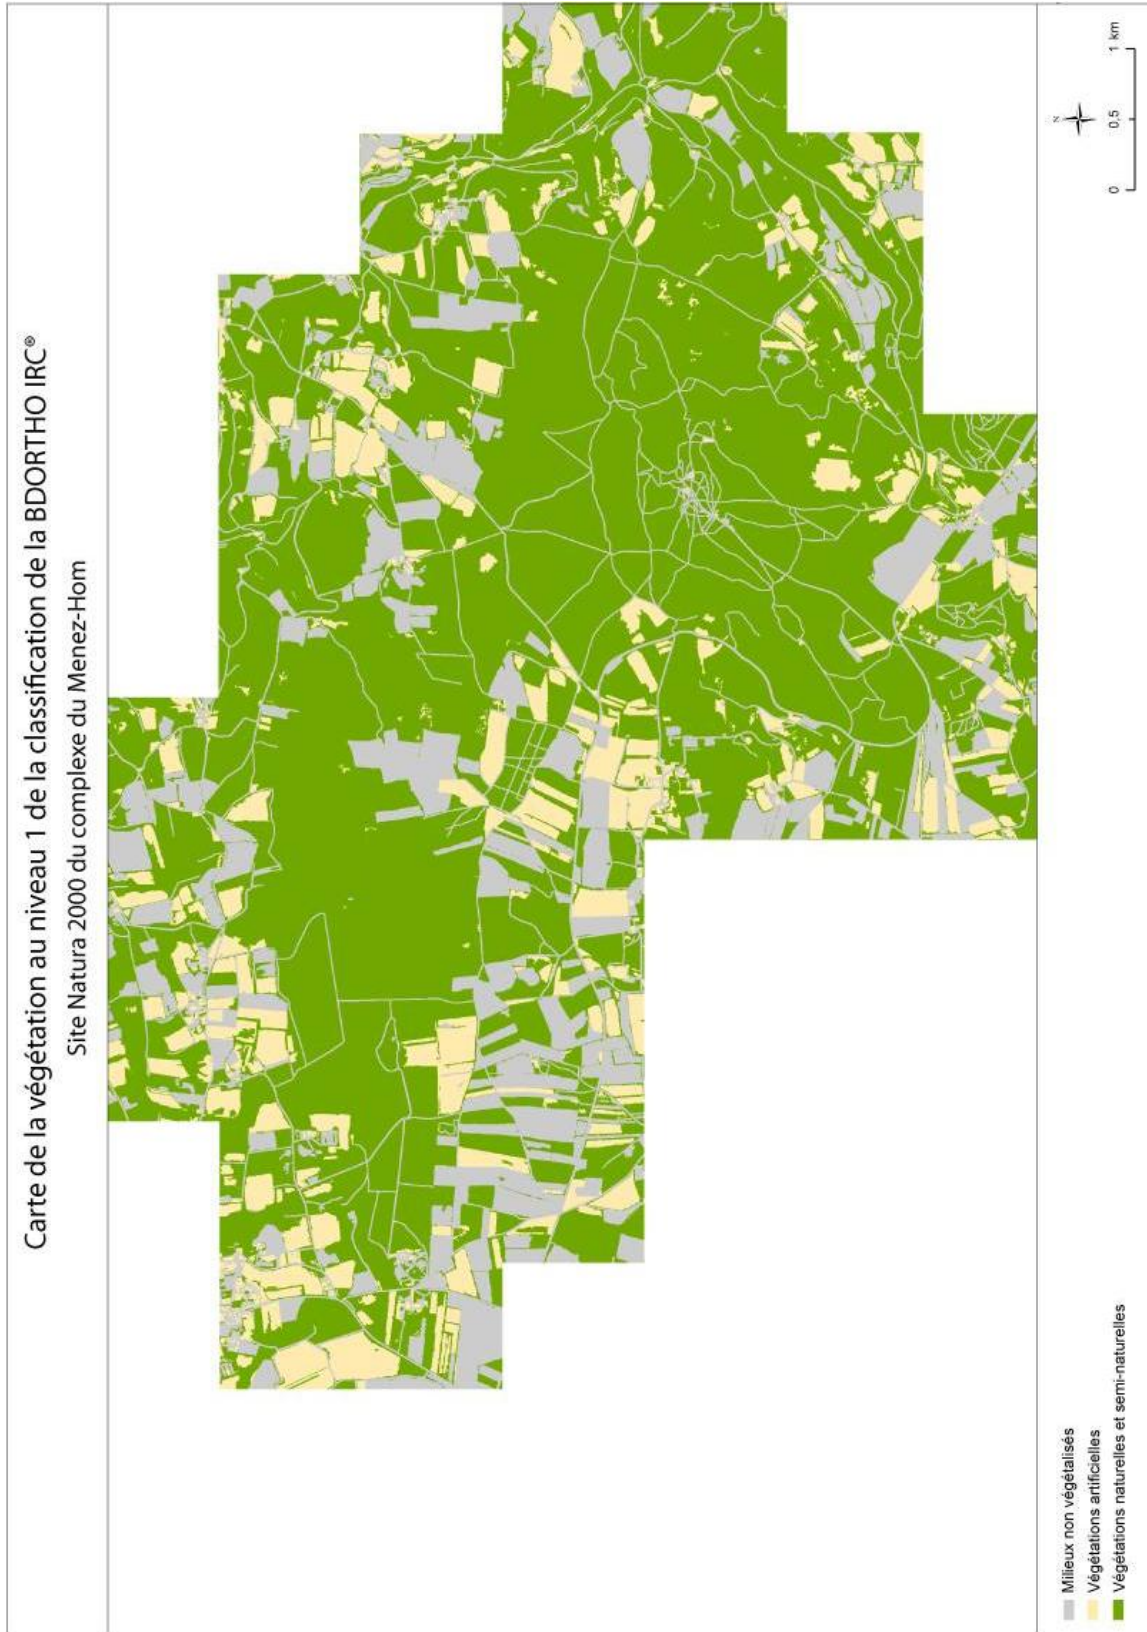 Carte de la végétation au niveau 1 de la classification de la BDORTHO IRC®
Site Natura 2000 du complexe du Menez-Hom
Milieux non végétalisés
Végétations artificielles
Végétations naturelles et semi-naturelles
N
0 0,5 1 km